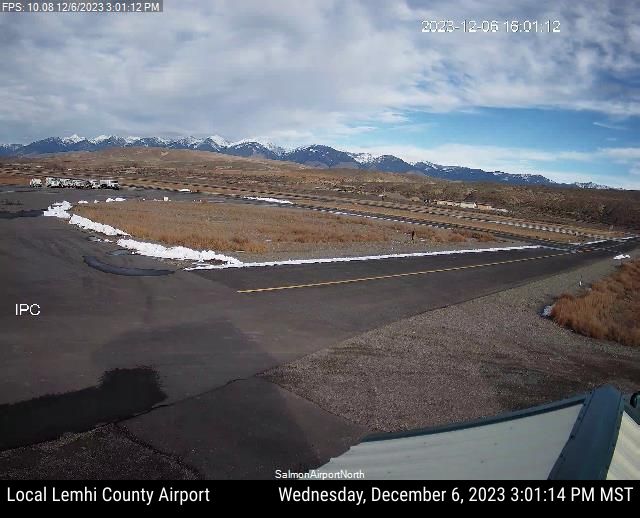 FPS: 10.08 12/6/2023 3:01:12 PM
2023-12-06 15:01:12
IPC
SalmonAirportNorth
Local Lemhi County Airport Wednesday, December 6, 2023 3:01:14 PM MST